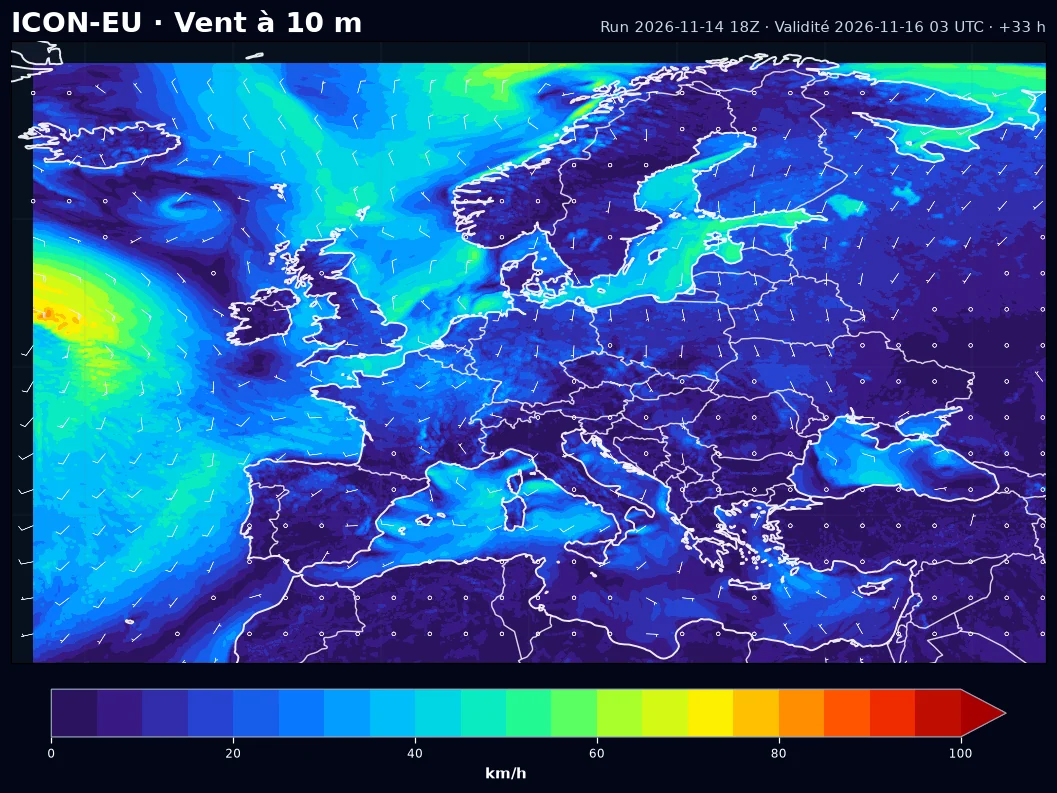 ICON-EU · Vent à 10 m
Run 2026-11-14 18Z · Validité 2026-11-16 03 UTC · +33 h
0 20 40 60 80 100
km/h